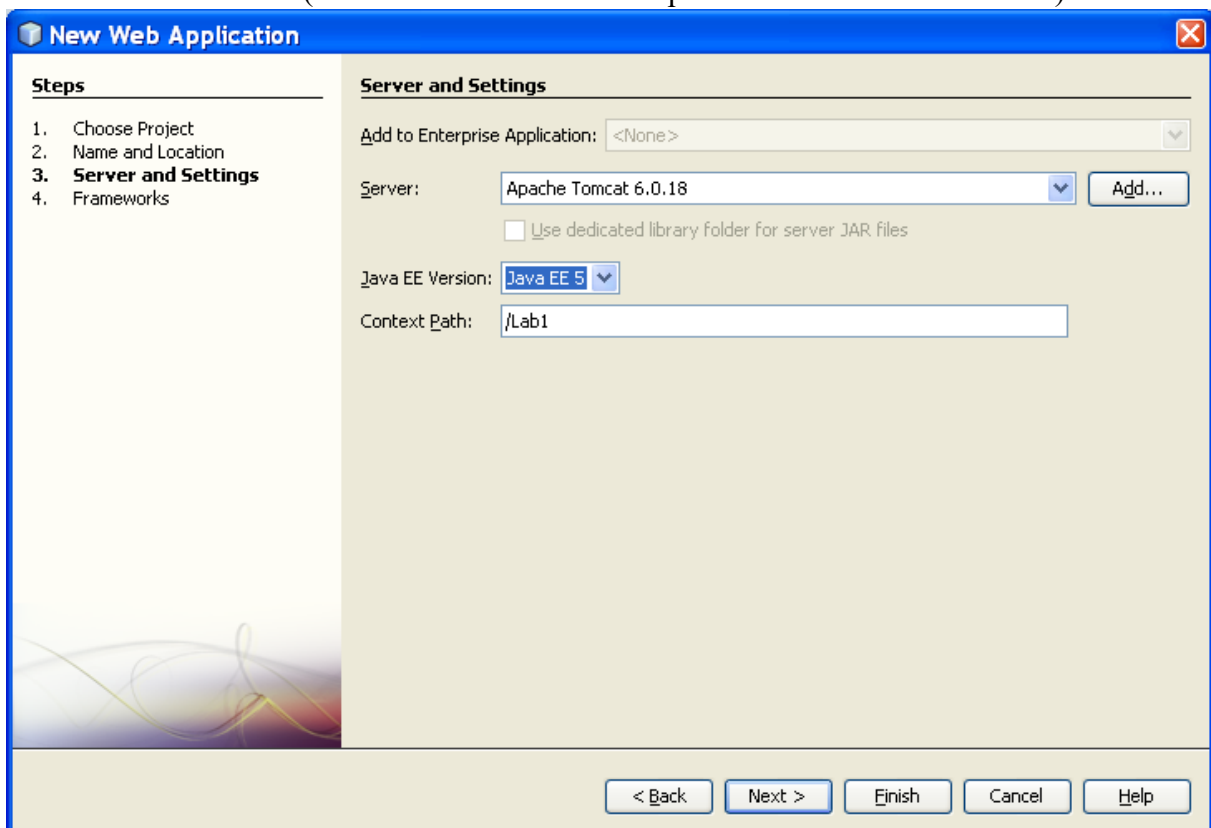 New Web Application
Steps
1. Choose Project
2. Name and Location
3. Server and Settings
4. Frameworks
Server and Settings
Add to Enterprise Application: <None>
Server: Apache Tomcat 6.0.18 Add...
Use dedicated library folder for server JAR files
Java EE Version: Java EE 5
Context Path: /Lab1
< Back Next > Finish Cancel Help